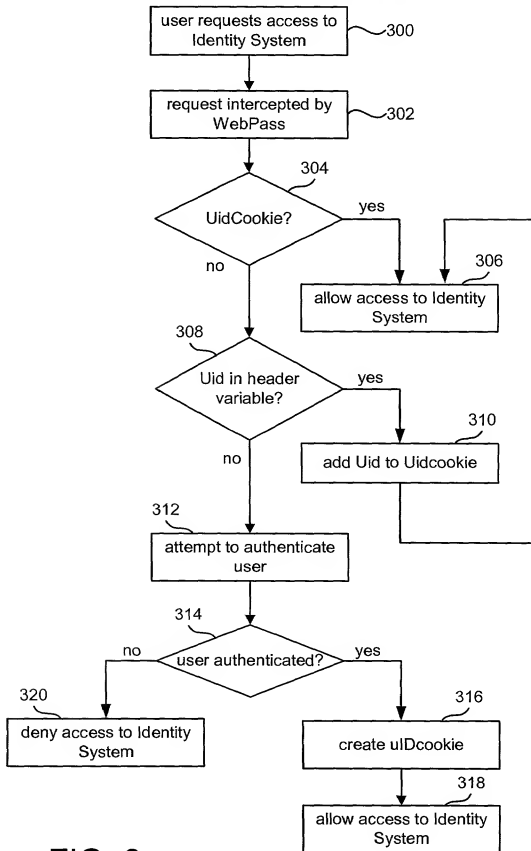 user requests access to
Identity System
300
request intercepted by
WebPass
302
304
UidCookie?
yes
no
306
allow access to Identity
System
308
Uid in header
variable?
yes
no
310
add Uid to Uidcookie
312
attempt to authenticate
user
314
user authenticated?
no
yes
320
deny access to Identity
System
316
create uIDcookie
318
allow access to Identity
System